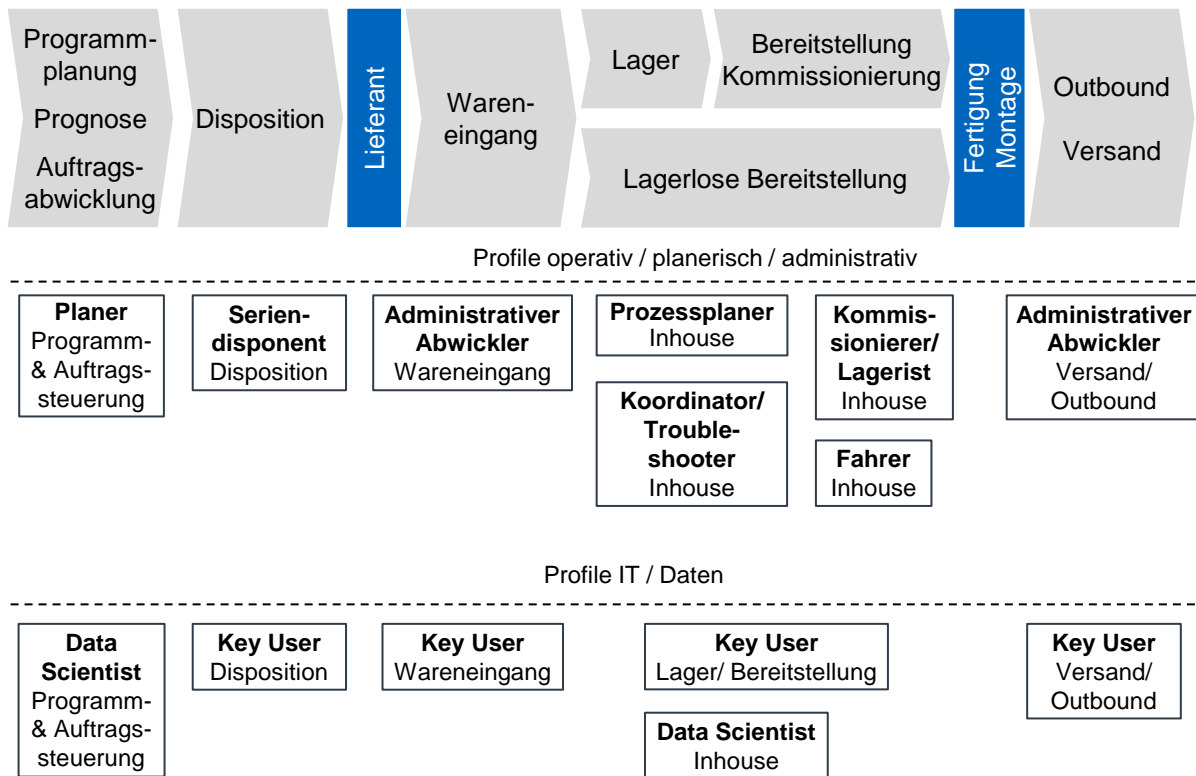 Programm-
planung
Prognose
Auftrags-
abwicklung
Disposition
Lieferant
Waren-
eingang
Lager
Bereitstellung
Kommissionierung
Lagerlose Bereitstellung
Fertigung
Montage
Outbound
Versand
Profile operativ / planerisch / administrativ
Planer
Programm-
& Auftrags-
steuerung
Serien-
disponent
Disposition
Administrativer
Abwickler
Wareneingang
Prozessplaner
Inhouse
Koordinator/
Trouble-
shooter
Inhouse
Kommis-
sionierer/
Lagerist
Inhouse
Fahrer
Inhouse
Administrativer
Abwickler
Versand/
Outbound
Profile IT / Daten
Data
Scientist
Programm-
& Auftrags-
steuerung
Key User
Disposition
Key User
Wareneingang
Key User
Lager/ Bereitstellung
Data Scientist
Inhouse
Key User
Versand/
Outbound